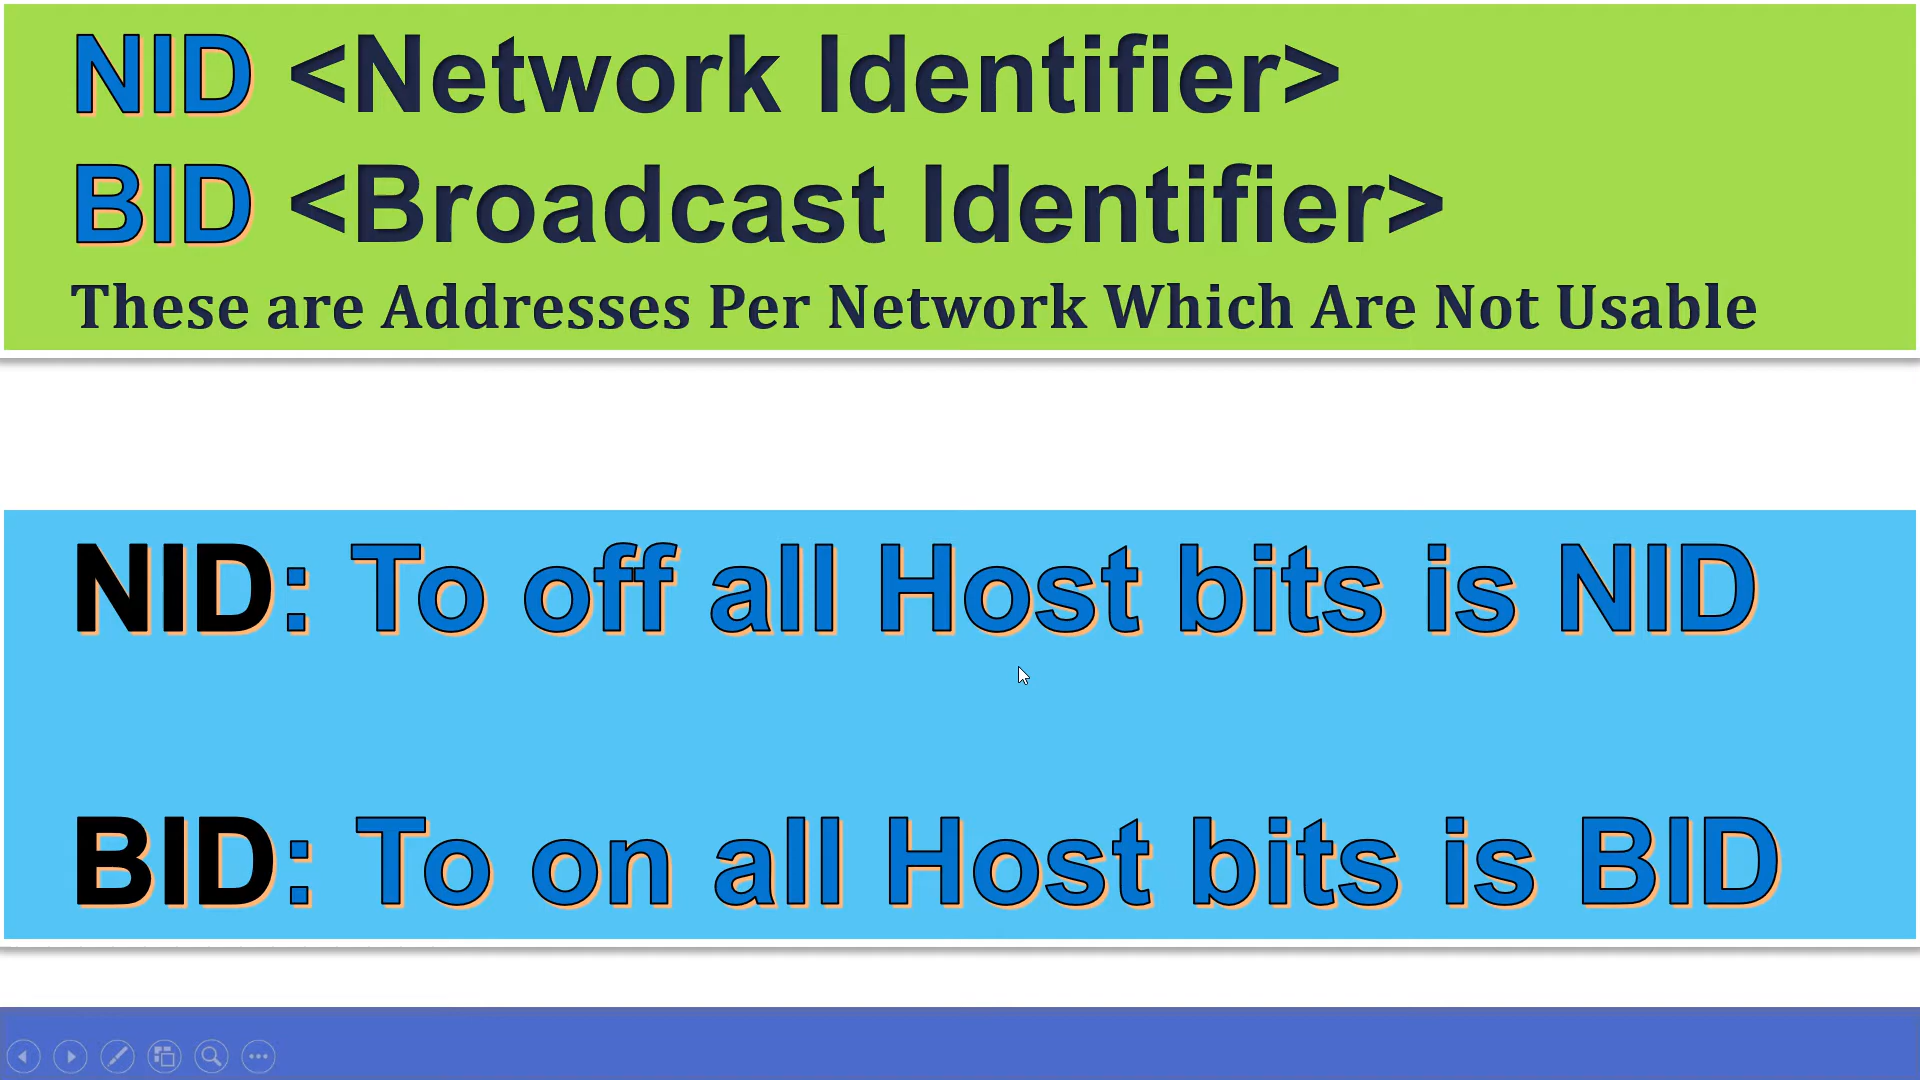 NID <Network Identifier>
BID <Broadcast Identifier>
These are Addresses Per Network Which Are Not Usable
NID: To off all Host bits is NID
BID: To on all Host bits is BID